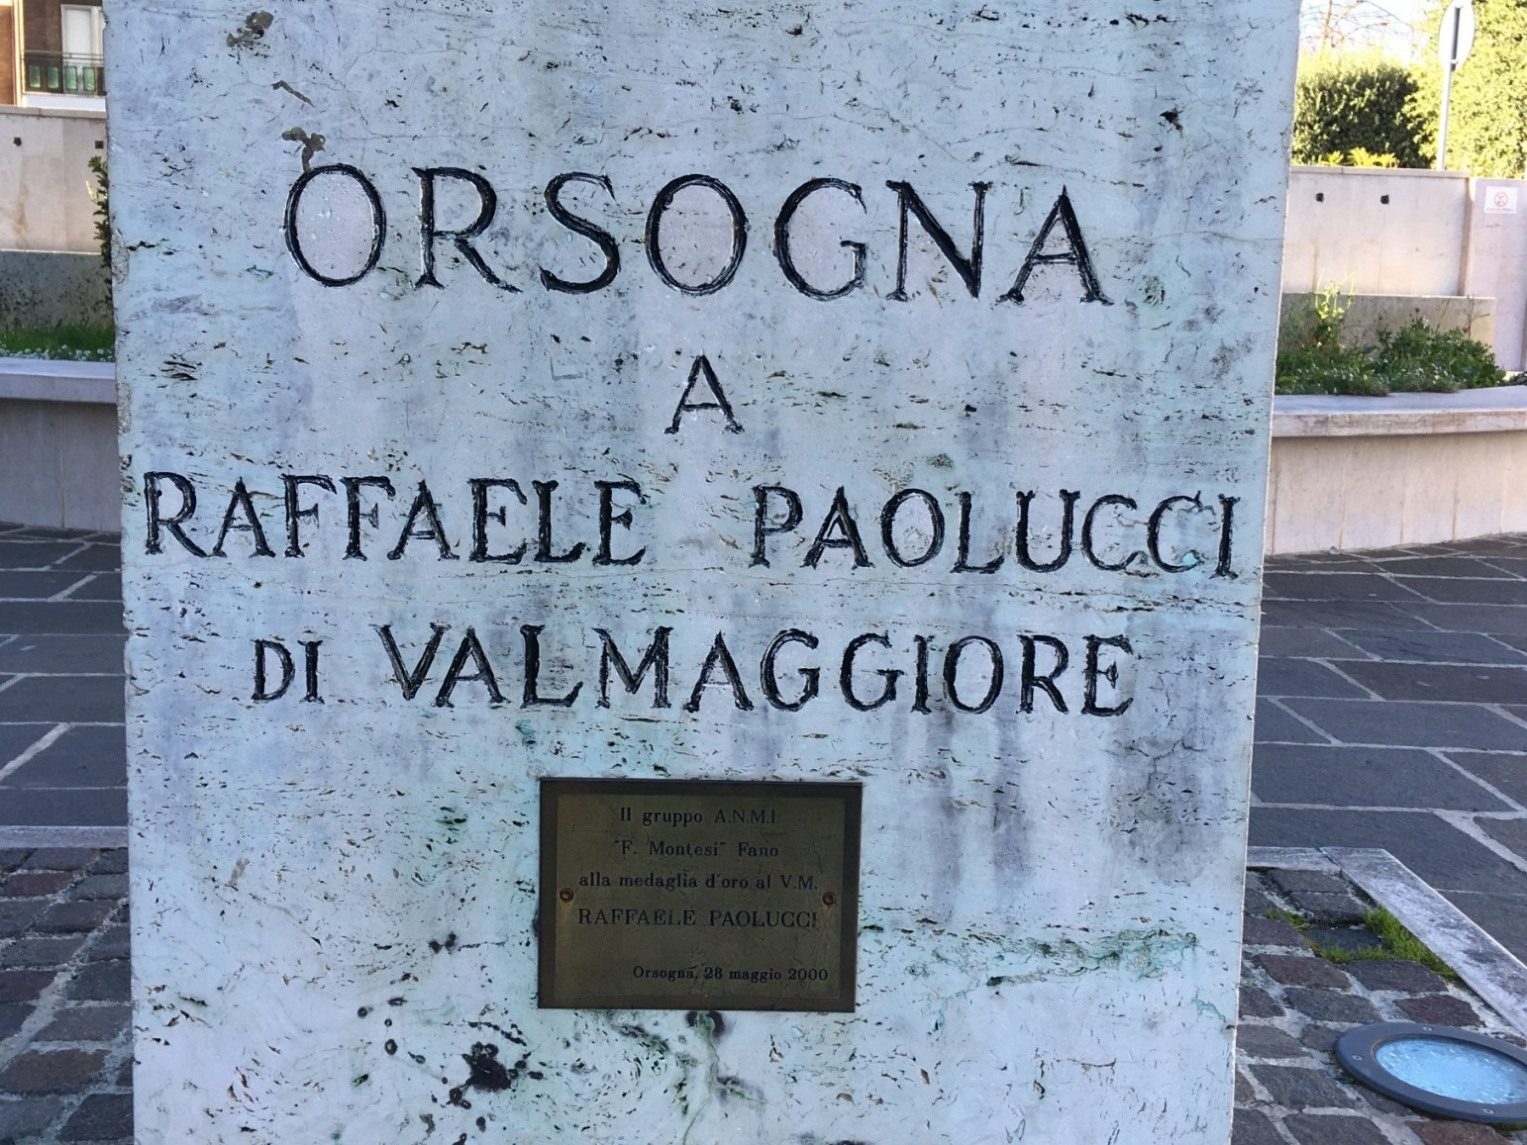 ORSOGNA
A
RAFFAELE PAOLUCCI
DI VALMAGGIORE
Il gruppo A.N.M.I.
"F. Montesi" Fano
alla medaglia d'oro al V.M.
RAFFAELE PAOLUCCI
Orsogna, 28 maggio 2000